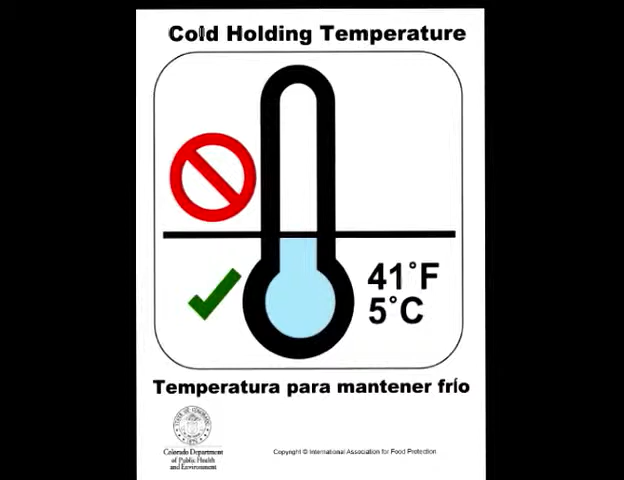 Cold Holding Temperature
41°F
5°C
Temperatura para mantener frío
Colorado Department
of Public Health
and Environment
Copyright © International Association for Food Protection